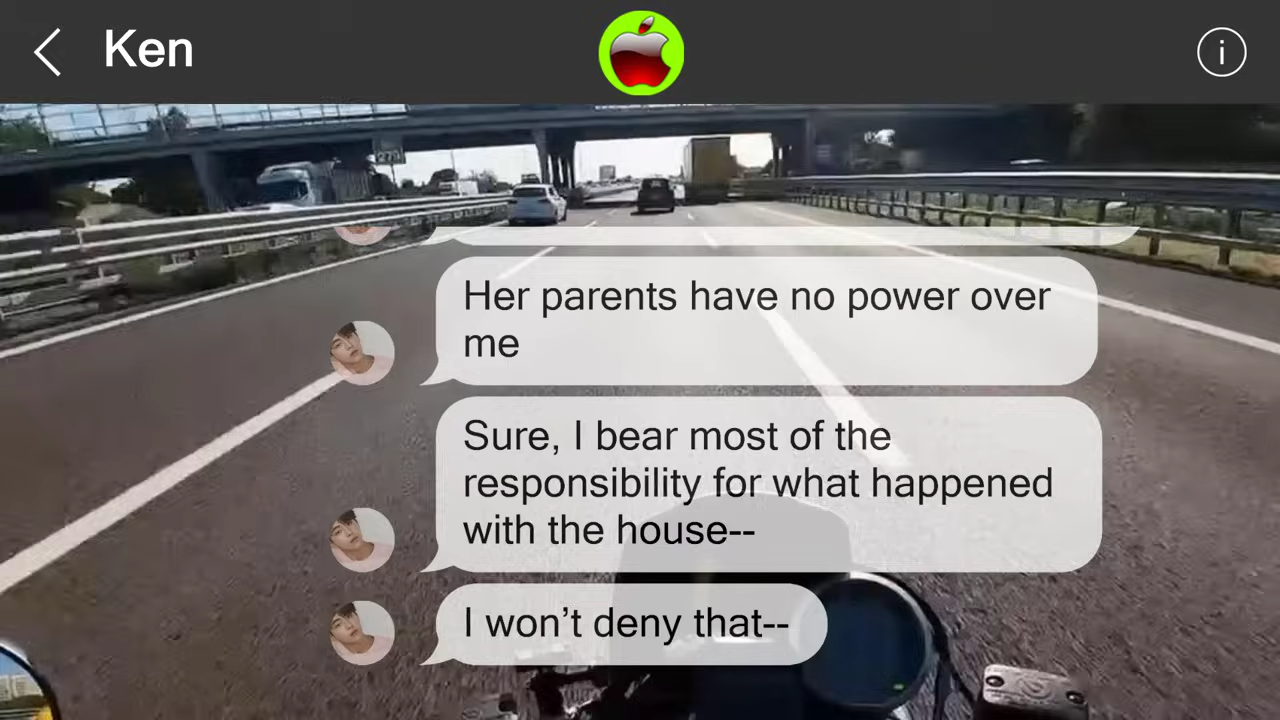 Ken
i
Her parents have no power over
me
Sure, I bear most of the
responsibility for what happened
with the house--
I won’t deny that--